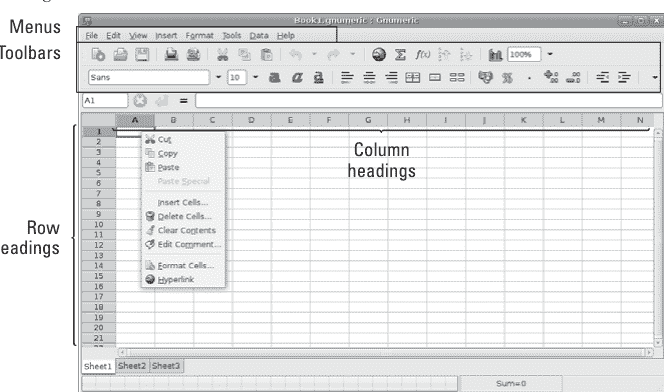 Book1.gnumeric : Gnumeric
Menus
File Edit View Insert Format Tools Data Help
Toolbars
Σ f(x) 100%
Sans 10 a a a %
A1 =
A B C D E F G H I J K L M N
1
2
3
4
5
6
7
8
9
10
11
12
13
14
15
16
17
18
19
20
21
Cut
Copy
Paste
Paste Special
Insert Cells...
Delete Cells...
Clear Contents
Edit Comment...
Format Cells...
Hyperlink
Column
headings
Row
eadings
Sheet1 Sheet2 Sheet3
Sum=0